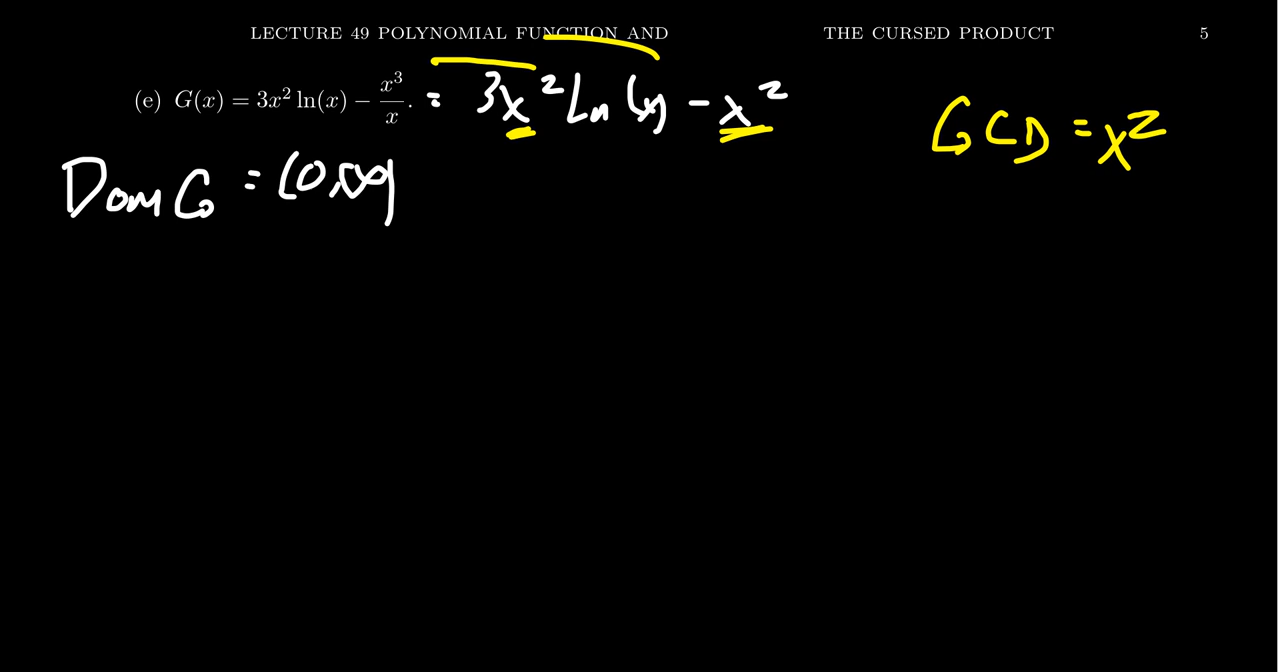 LECTURE 49 POLYNOMIAL FUNCTION AND THE CURSED PRODUCT 5
(e) G(x) = 3x² ln(x) − x³/x. = 3x² Ln(x) − x²
GCD = x²
Dom G = (0,∞)